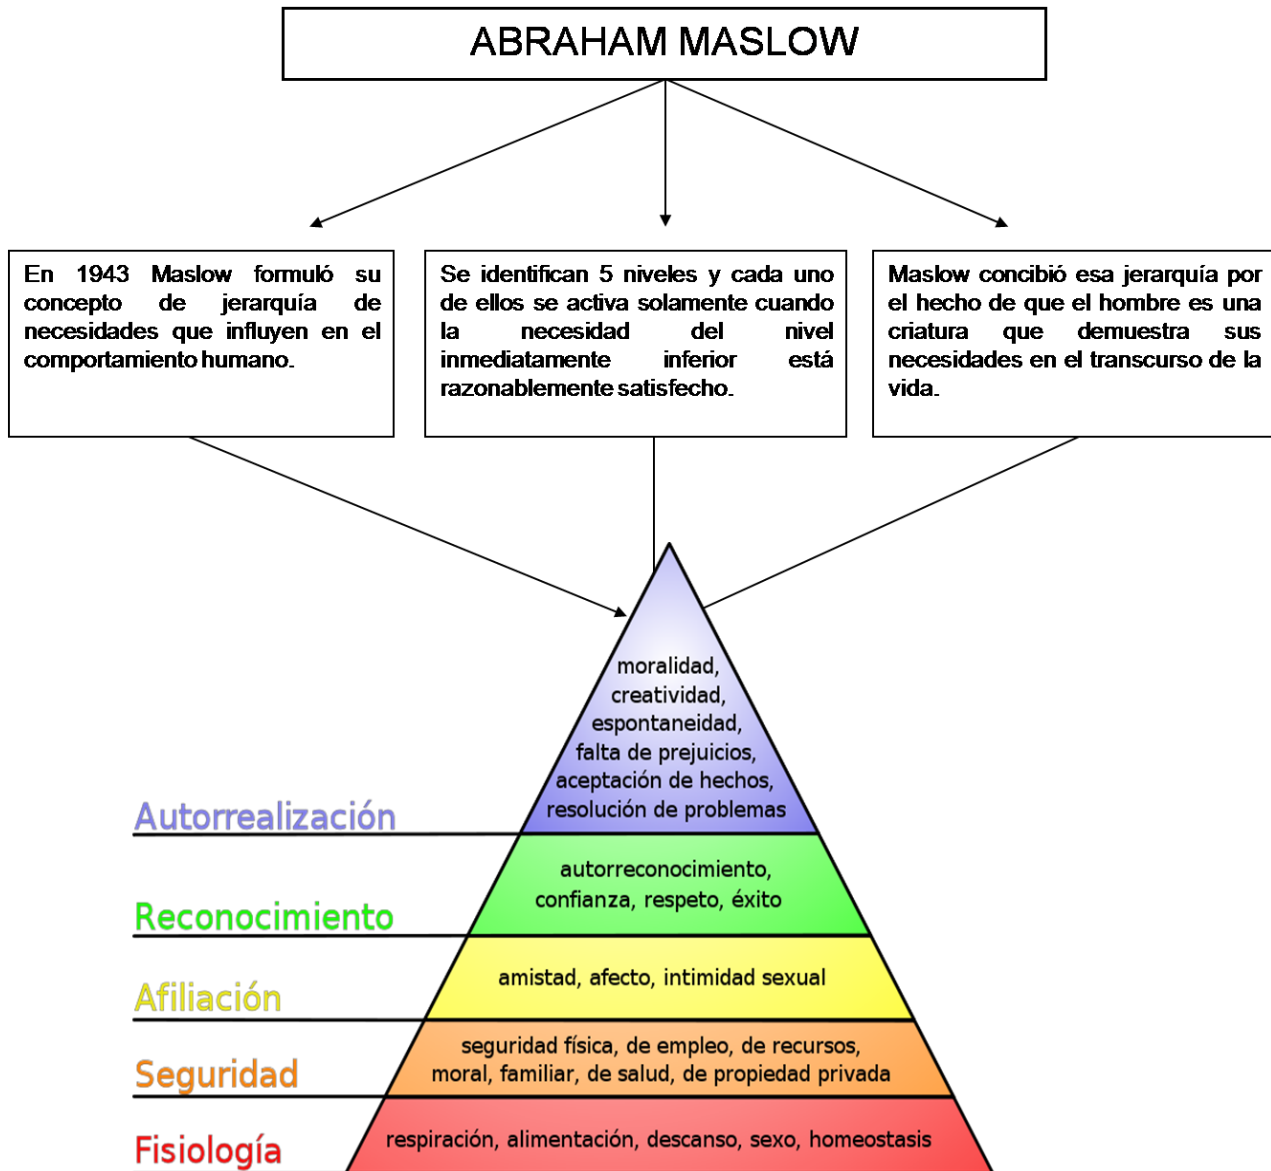 ABRAHAM MASLOW
En 1943 Maslow formuló su
concepto de jerarquía de
necesidades que influyen en el
comportamiento humano.
Se identifican 5 niveles y cada uno
de ellos se activa solamente cuando
la necesidad del nivel
inmediatamente inferior está
razonablemente satisfecho.
Maslow concibió esa jerarquía por
el hecho de que el hombre es una
criatura que demuestra sus
necesidades en el transcurso de la
vida.
moralidad,
creatividad,
espontaneidad,
falta de prejuicios,
aceptación de hechos,
resolución de problemas
Autorrealización
autorreconocimiento,
confianza, respeto, éxito
Reconocimiento
amistad, afecto, intimidad sexual
Afiliación
seguridad física, de empleo, de recursos,
moral, familiar, de salud, de propiedad privada
Seguridad
respiración, alimentación, descanso, sexo, homeostasis
Fisiología